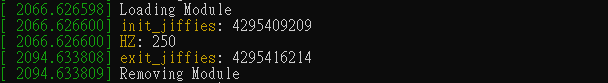 [ 2066.626598] Loading Module
[ 2066.626600] init_jiffies: 4295409209
[ 2066.626600] HZ: 250
[ 2094.633808] exit_jiffies: 4295416214
[ 2094.633809] Removing Module